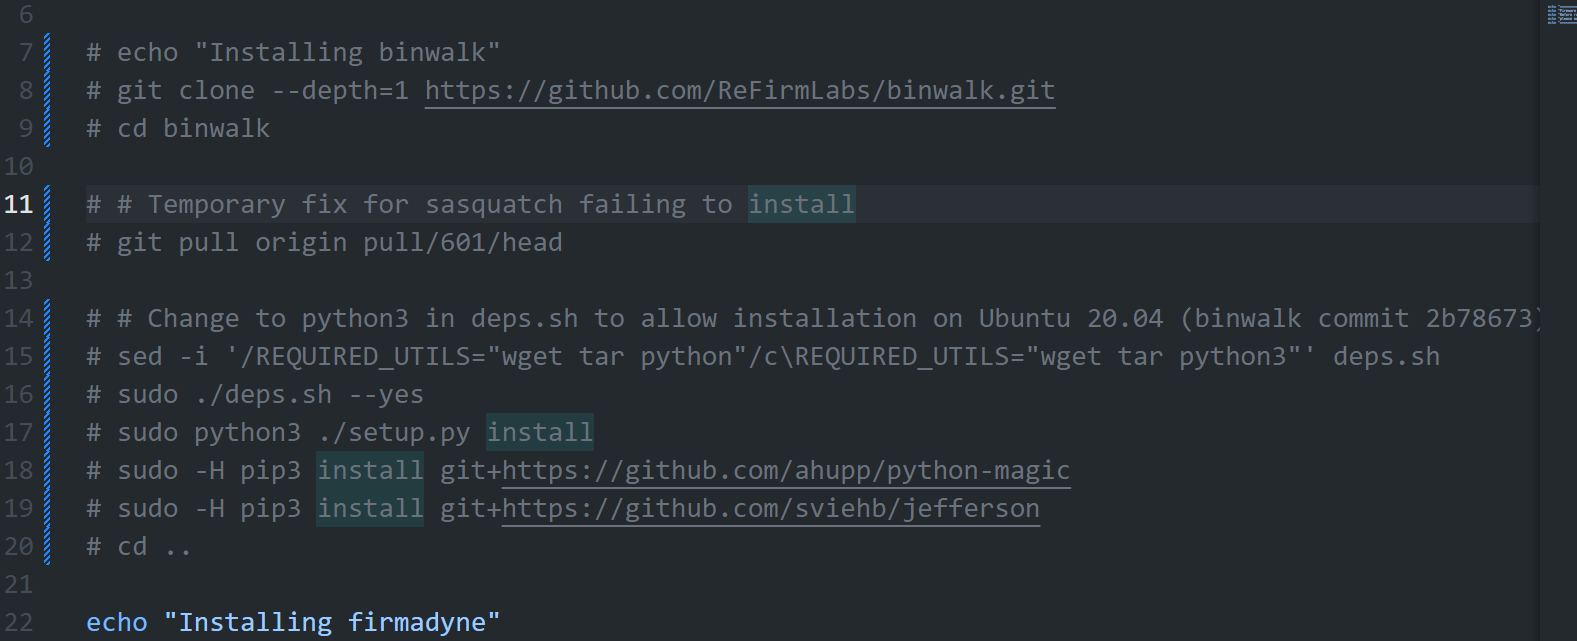 6
7 # echo "Installing binwalk"
8 # git clone --depth=1 https://github.com/ReFirmLabs/binwalk.git
9 # cd binwalk
10
11 # # Temporary fix for sasquatch failing to install
12 # git pull origin pull/601/head
13
14 # # Change to python3 in deps.sh to allow installation on Ubuntu 20.04 (binwalk commit 2b78673)
15 # sed -i '/REQUIRED_UTILS="wget tar python"/c\REQUIRED_UTILS="wget tar python3"' deps.sh
16 # sudo ./deps.sh --yes
17 # sudo python3 ./setup.py install
18 # sudo -H pip3 install git+https://github.com/ahupp/python-magic
19 # sudo -H pip3 install git+https://github.com/sviehb/jefferson
20 # cd ..
21
22 echo "Installing firmadyne"